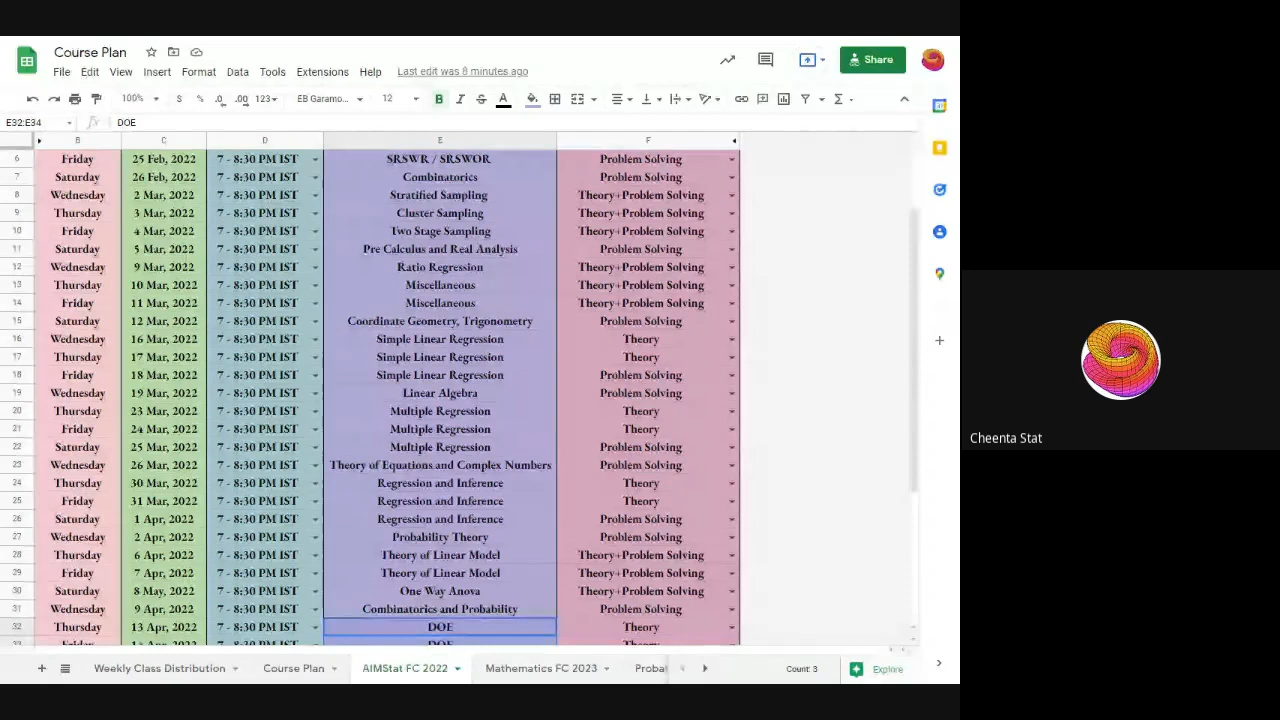 Course Plan
File Edit View Insert Format Data Tools Extensions Help Last edit was 8 minutes ago
Share
100% $ % .0 .00 123 EB Garamo... 12 B I S A
E32:E34 fx DOE
B C D E F
6 Friday 25 Feb, 2022 7 - 8:30 PM IST SRSWR / SRSWOR Problem Solving
7 Saturday 26 Feb, 2022 7 - 8:30 PM IST Combinatorics Problem Solving
8 Wednesday 2 Mar, 2022 7 - 8:30 PM IST Stratified Sampling Theory+Problem Solving
9 Thursday 3 Mar, 2022 7 - 8:30 PM IST Cluster Sampling Theory+Problem Solving
10 Friday 4 Mar, 2022 7 - 8:30 PM IST Two Stage Sampling Theory+Problem Solving
11 Saturday 5 Mar, 2022 7 - 8:30 PM IST Pre Calculus and Real Analysis Problem Solving
12 Wednesday 9 Mar, 2022 7 - 8:30 PM IST Ratio Regression Theory+Problem Solving
13 Thursday 10 Mar, 2022 7 - 8:30 PM IST Miscellaneous Theory+Problem Solving
14 Friday 11 Mar, 2022 7 - 8:30 PM IST Miscellaneous Theory+Problem Solving
15 Saturday 12 Mar, 2022 7 - 8:30 PM IST Coordinate Geometry, Trigonometry Problem Solving
16 Wednesday 16 Mar, 2022 7 - 8:30 PM IST Simple Linear Regression Theory
17 Thursday 17 Mar, 2022 7 - 8:30 PM IST Simple Linear Regression Theory
18 Friday 18 Mar, 2022 7 - 8:30 PM IST Simple Linear Regression Problem Solving
19 Wednesday 19 Mar, 2022 7 - 8:30 PM IST Linear Algebra Problem Solving
20 Thursday 23 Mar, 2022 7 - 8:30 PM IST Multiple Regression Theory
21 Friday 24 Mar, 2022 7 - 8:30 PM IST Multiple Regression Theory
22 Saturday 25 Mar, 2022 7 - 8:30 PM IST Multiple Regression Problem Solving
23 Wednesday 26 Mar, 2022 7 - 8:30 PM IST Theory of Equations and Complex Numbers Problem Solving
24 Thursday 30 Mar, 2022 7 - 8:30 PM IST Regression and Inference Theory
25 Friday 31 Mar, 2022 7 - 8:30 PM IST Regression and Inference Theory
26 Saturday 1 Apr, 2022 7 - 8:30 PM IST Regression and Inference Problem Solving
27 Wednesday 2 Apr, 2022 7 - 8:30 PM IST Probability Theory Problem Solving
28 Thursday 6 Apr, 2022 7 - 8:30 PM IST Theory of Linear Model Theory+Problem Solving
29 Friday 7 Apr, 2022 7 - 8:30 PM IST Theory of Linear Model Theory+Problem Solving
30 Saturday 8 May, 2022 7 - 8:30 PM IST One Way Anova Theory+Problem Solving
31 Wednesday 9 Apr, 2022 7 - 8:30 PM IST Combinatorics and Probability Problem Solving
32 Thursday 13 Apr, 2022 7 - 8:30 PM IST DOE Theory
Weekly Class Distribution Course Plan AIMStat FC 2022 Mathematics FC 2023 Count: 3 Explore
Cheenta Stat